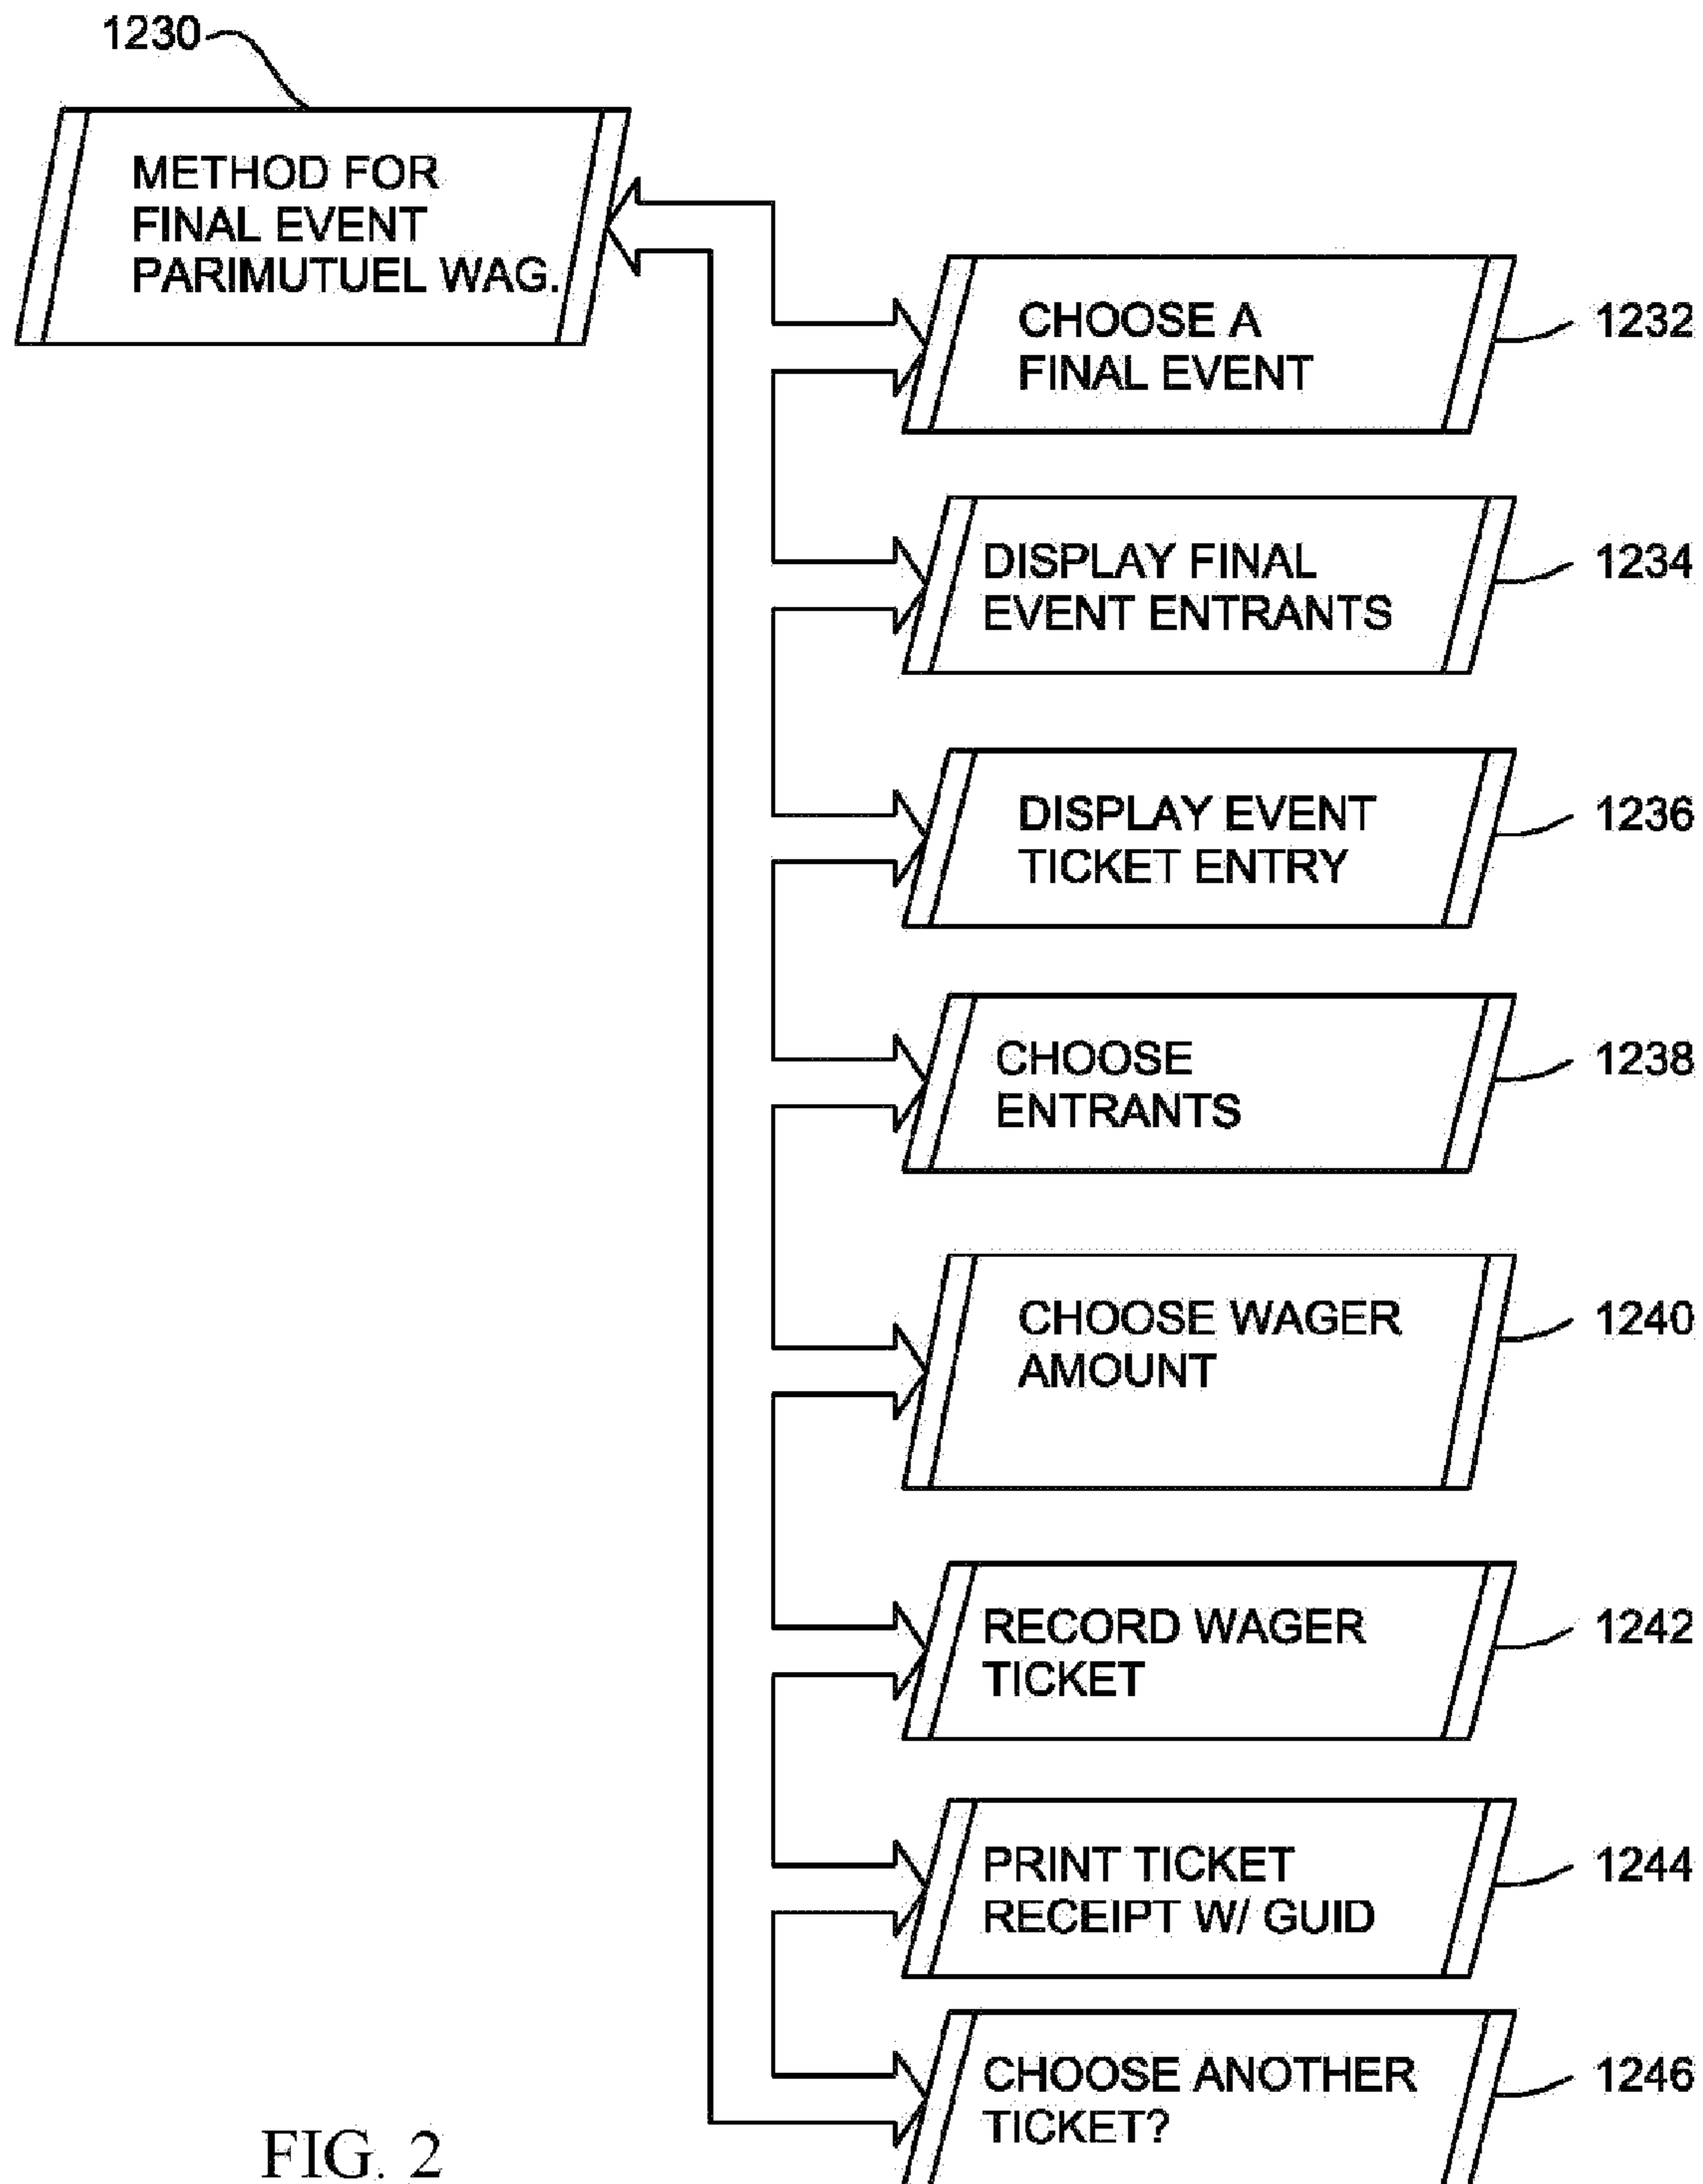 1230
METHOD FOR
FINAL EVENT
PARIMUTUEL WAG.
CHOOSE A
FINAL EVENT
1232
DISPLAY FINAL
EVENT ENTRANTS
1234
DISPLAY EVENT
TICKET ENTRY
1236
CHOOSE
ENTRANTS
1238
CHOOSE WAGER
AMOUNT
1240
RECORD WAGER
TICKET
1242
PRINT TICKET
RECEIPT W/ GUID
1244
CHOOSE ANOTHER
TICKET?
1246
FIG. 2